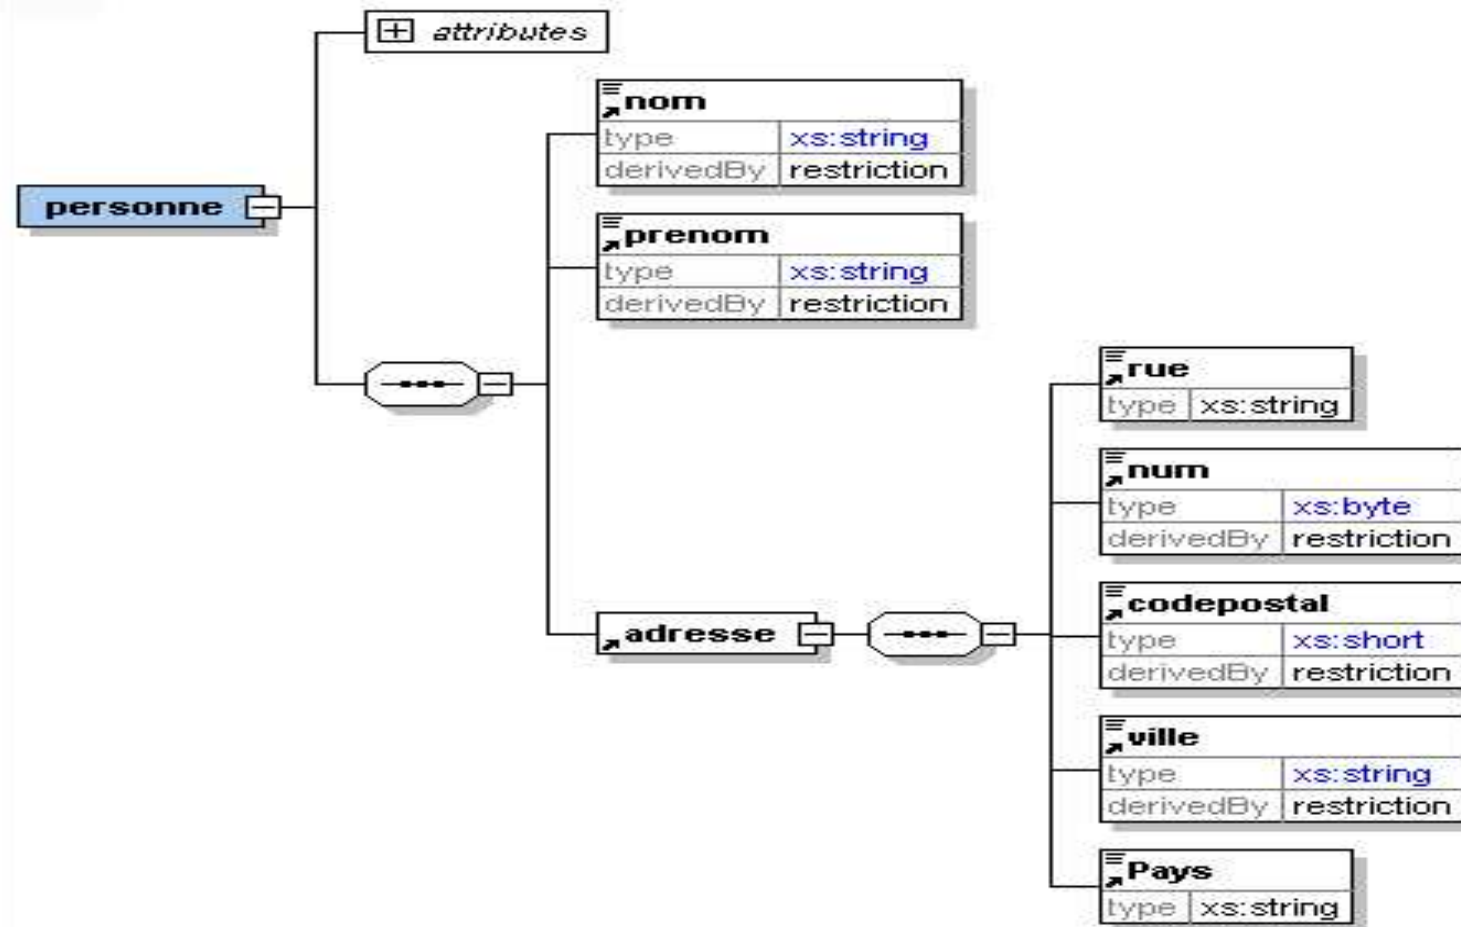 attributes
nom
type xs:string
derivedBy restriction
personne
prenom
type xs:string
derivedBy restriction
rue
type xs:string
num
type xs:byte
derivedBy restriction
codepostal
adresse
type xs:short
derivedBy restriction
ville
type xs:string
derivedBy restriction
Pays
type xs:string